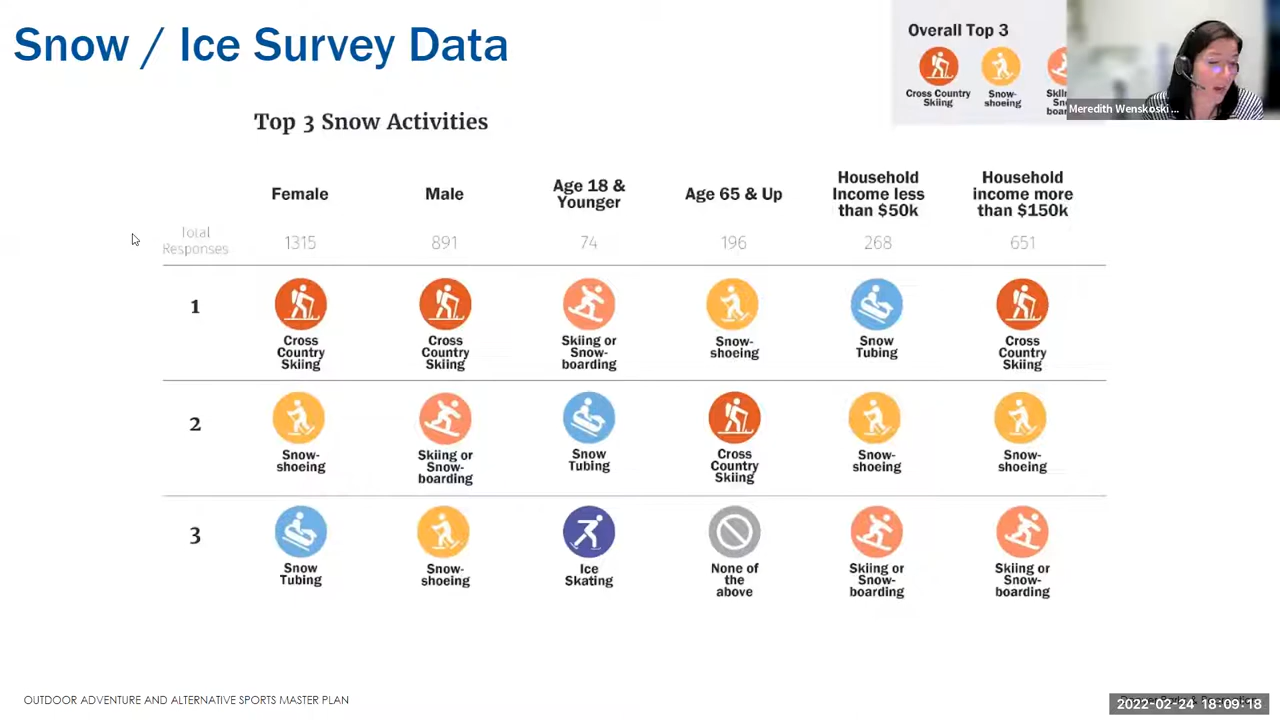 Snow / Ice Survey Data
Overall Top 3
Cross Country
Skiing
Snow-
shoeing
Meredith Wenskoski ...
Top 3 Snow Activities
Female
Male
Age 18 &
Younger
Age 65 & Up
Household
Income less
than $50k
Household
income more
than $150k
Total
Responses
1315
891
74
196
268
651
1
Cross
Country
Skiing
Cross
Country
Skiing
Skiing or
Snow-
boarding
Snow-
shoeing
Snow
Tubing
Cross
Country
Skiing
2
Snow-
shoeing
Skiing or
Snow-
boarding
Snow
Tubing
Cross
Country
Skiing
Snow-
shoeing
Snow-
shoeing
3
Snow
Tubing
Snow-
shoeing
Ice
Skating
None of
the
above
Skiing or
Snow-
boarding
Skiing or
Snow-
boarding
OUTDOOR ADVENTURE AND ALTERNATIVE SPORTS MASTER PLAN
2022-02-24 18:09:18